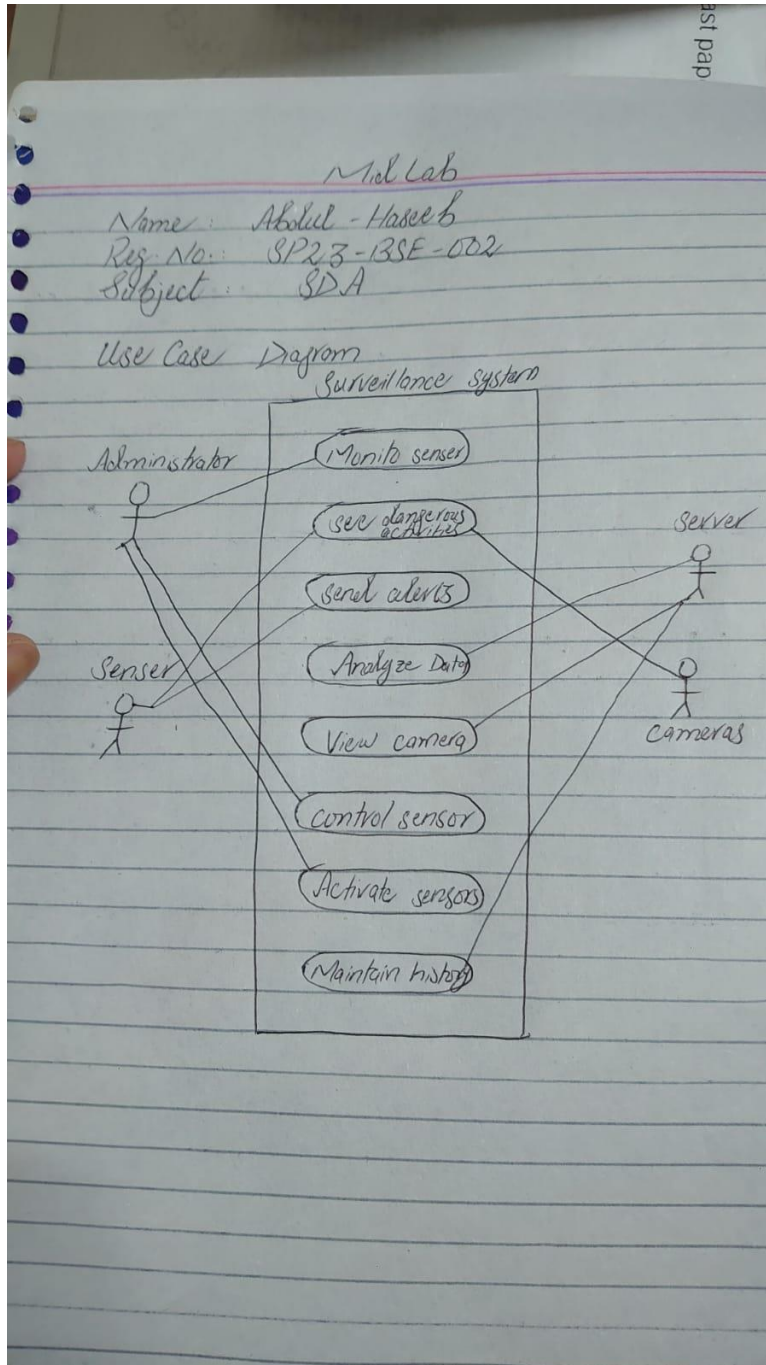 ast pap
Mid Lab
Name : Abdul - Haseeb
Reg. No. : SP23-BSE-002
Subject : SDA
Use Case Diagram
Surveillance system
Administrator
Monito senser
See dangerous
activities
Server
Send alerts
Senser
Analyze Data
Cameras
View camera
Control sensor
Activate sensors
Maintain history